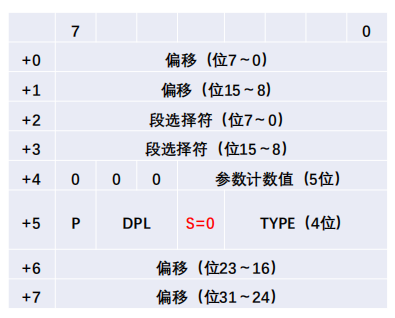 7 0
+0 偏移（位7~0）
+1 偏移（位15~8）
+2 段选择符（位7~0）
+3 段选择符（位15~8）
+4 0 0 0 参数计数值（5位）
+5 P DPL S=0 TYPE（4位）
+6 偏移（位23~16）
+7 偏移（位31~24）